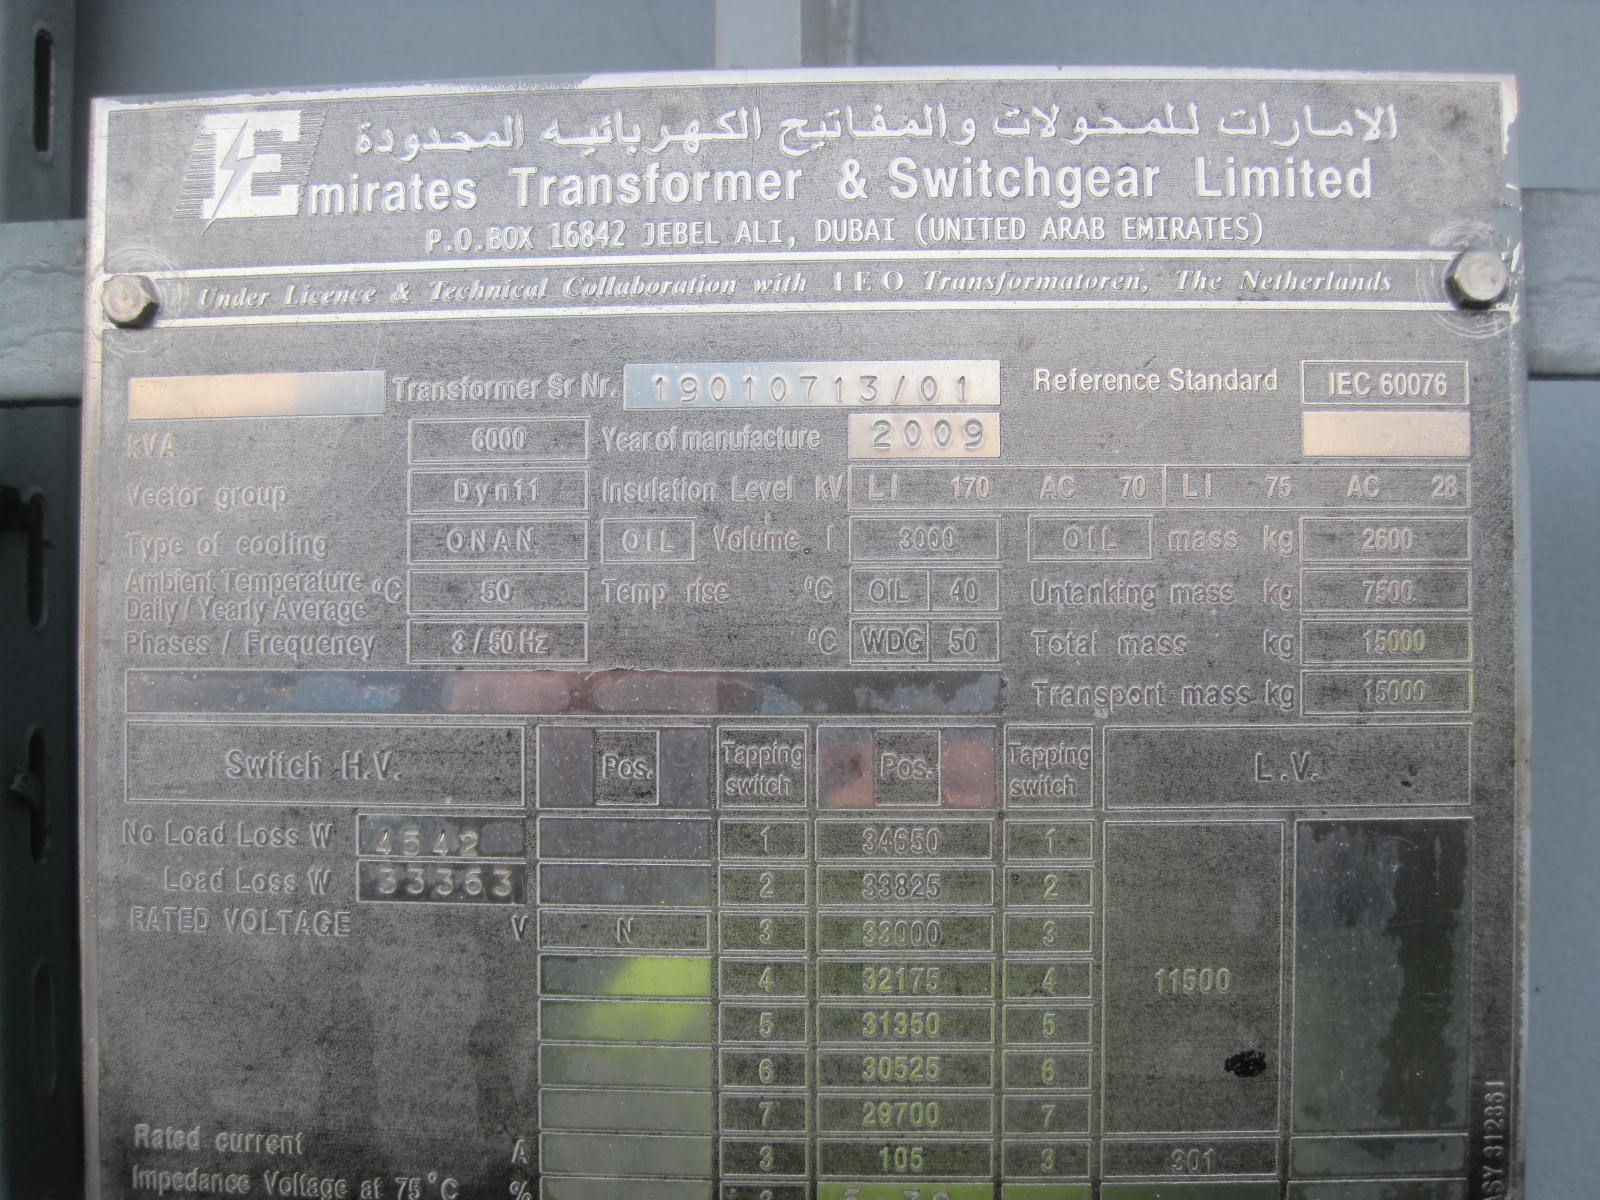 الامارات للمحولات والمفاتيح الكهربائيه المحدودة
Emirates Transformer & Switchgear Limited
P.O.BOX 16842 JEBEL ALI, DUBAI (UNITED ARAB EMIRATES)
Under Licence & Technical Collaboration with IEO Transformatoren, The Netherlands
Transformer Sr Nr. 19010713/01 Reference Standard IEC 60076
kVA 6000 Year of manufacture 2009
Vector group Dyn11 Insulation Level kV LI 170 AC 70 LI 75 AC 28
Type of cooling ONAN OIL Volume l 3000 OIL mass kg 2600
Ambient Temperature °C 50 Temp rise °C OIL 40 Untanking mass kg 7500
Daily / Yearly Average
Phases / Frequency 3 / 50 Hz °C WDG 50 Total mass kg 15000
Transport mass kg 15000
Switch H.V. Pos. Tapping switch Pos. Tapping switch L.V.
No Load Loss W 4542 1 34650 1
Load Loss W 33363 2 33825 2
RATED VOLTAGE V N 3 33000 3
4 32175 4 11500
5 31350 5
6 30525 6
7 29700 7
Rated current A 3 105 3 301
Impedance Voltage at 75°C %
SY 312861